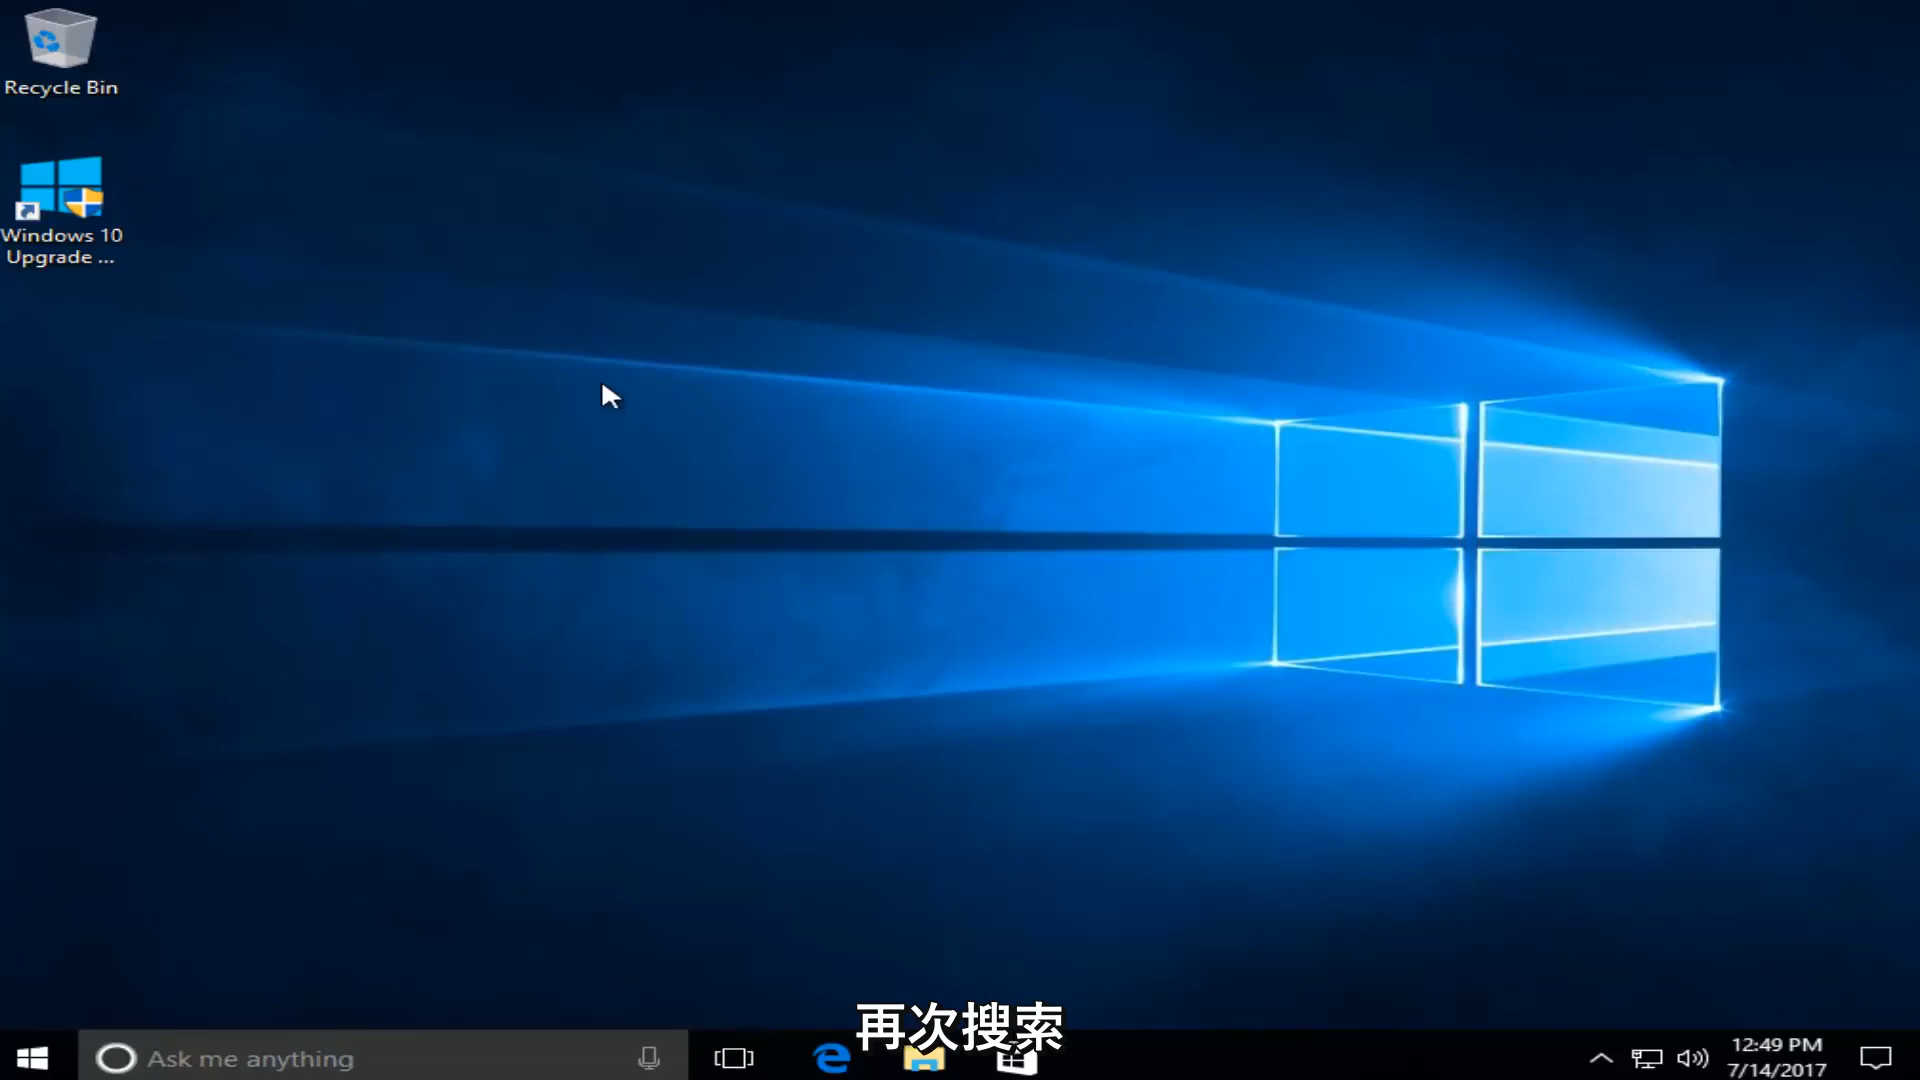 Recycle Bin
Windows 10
Upgrade ...
再次搜索
Ask me anything
12:49 PM
7/14/2017